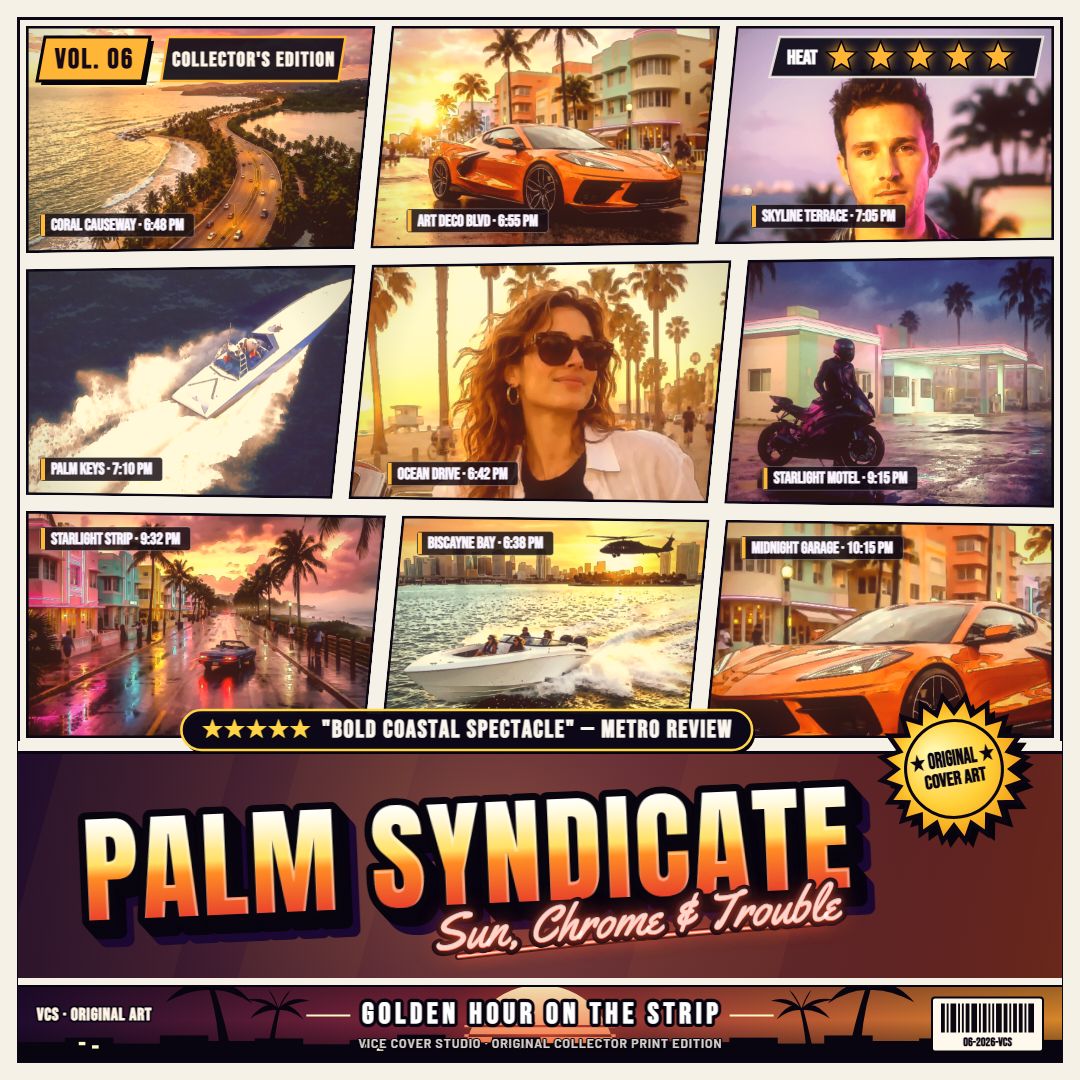 VOL. 06
COLLECTOR'S EDITION
HEAT
CORAL CAUSEWAY · 6:48 PM
ART DECO BLVD · 6:55 PM
SKYLINE TERRACE · 7:05 PM
PALM KEYS · 7:10 PM
OCEAN DRIVE · 6:42 PM
STARLIGHT MOTEL · 9:15 PM
STARLIGHT STRIP · 9:32 PM
BISCAYNE BAY · 6:38 PM
MIDNIGHT GARAGE · 10:15 PM
★★★★★ "BOLD COASTAL SPECTACLE" — METRO REVIEW
★ ORIGINAL ★
COVER ART
PALM SYNDICATE
Sun, Chrome & Trouble
VCS · ORIGINAL ART
GOLDEN HOUR ON THE STRIP
VICE COVER STUDIO · ORIGINAL COLLECTOR PRINT EDITION
06-2026-VCS